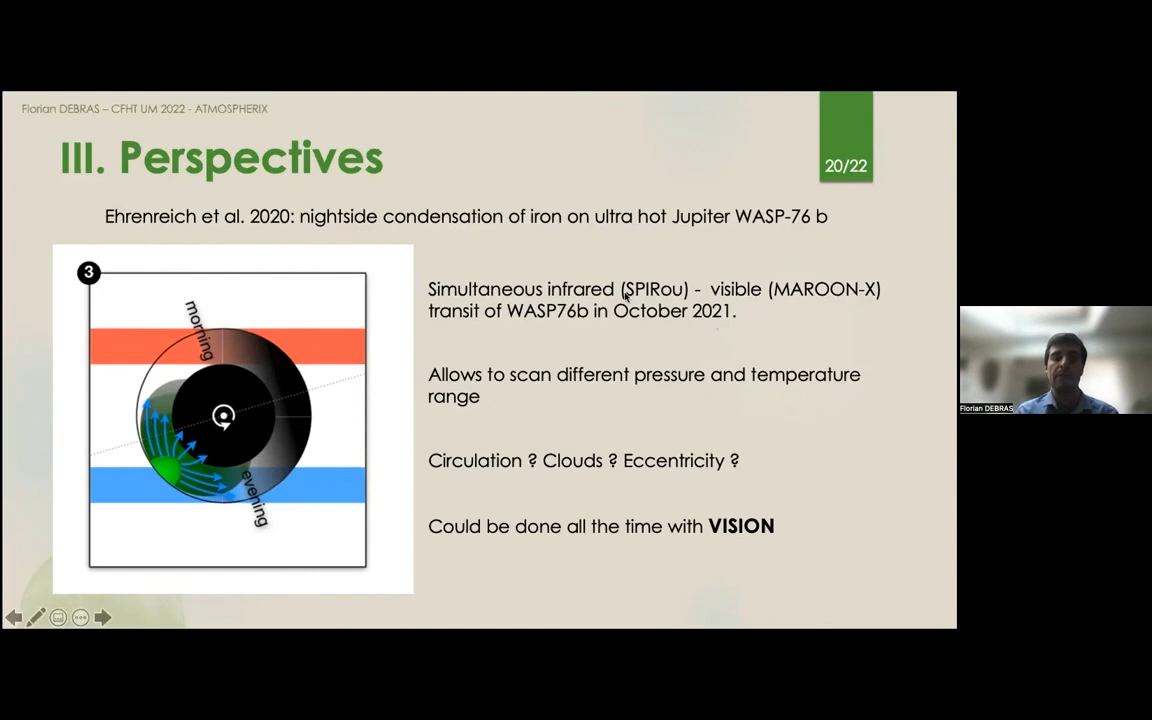 Florian DEBRAS – CFHT UM 2022 - ATMOSPHERIX
III. Perspectives
20/22
Ehrenreich et al. 2020: nightside condensation of iron on ultra hot Jupiter WASP-76 b
3
morning
evening
Simultaneous infrared (SPIRou) - visible (MAROON-X)
transit of WASP76b in October 2021.
Allows to scan different pressure and temperature
range
Circulation ? Clouds ? Eccentricity ?
Could be done all the time with VISION
Florian DEBRAS